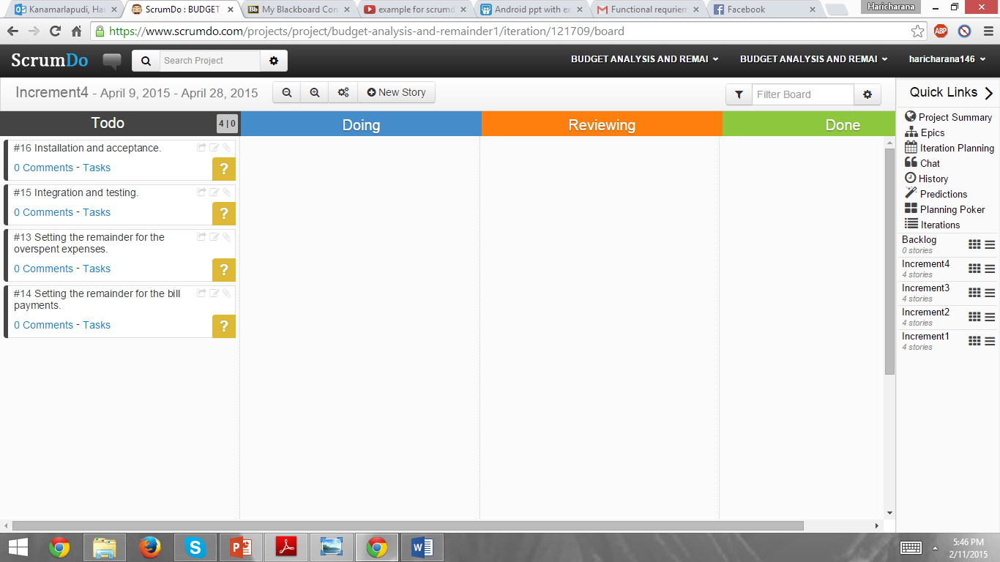 Kanamarlapudi, Har
ScrumDo : BUDGET
My Blackboard Con
example for scrumd
Android ppt with ex
Functional requriem
Facebook
Haricharana
https://www.scrumdo.com/projects/project/budget-analysis-and-remainder1/iteration/121709/board
ABP
ScrumDo
Search Project
BUDGET ANALYSIS AND REMAI
BUDGET ANALYSIS AND REMAI
haricharana146
Increment4 - April 9, 2015 - April 28, 2015
New Story
Filter Board
Quick Links
Todo
4 | 0
Doing
Reviewing
Done
#16 Installation and acceptance.
0 Comments - Tasks
?
#15 Integration and testing.
0 Comments - Tasks
?
#13 Setting the remainder for the
overspent expenses.
0 Comments - Tasks
?
#14 Setting the remainder for the bill
payments.
0 Comments - Tasks
?
Project Summary
Epics
Iteration Planning
Chat
History
Predictions
Planning Poker
Iterations
Backlog
0 stories
Increment4
4 stories
Increment3
4 stories
Increment2
4 stories
Increment1
4 stories
5:46 PM
2/11/2015